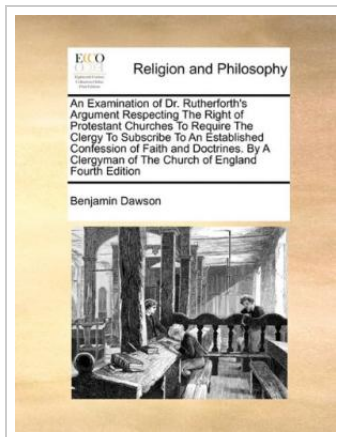 ECCO
Religion and Philosophy
An Examination of Dr. Rutherforth's
Argument Respecting The Right of
Protestant Churches To Require The
Clergy To Subscribe To An Established
Confession of Faith and Doctrines. By A
Clergyman of The Church of England
Fourth Edition
Benjamin Dawson